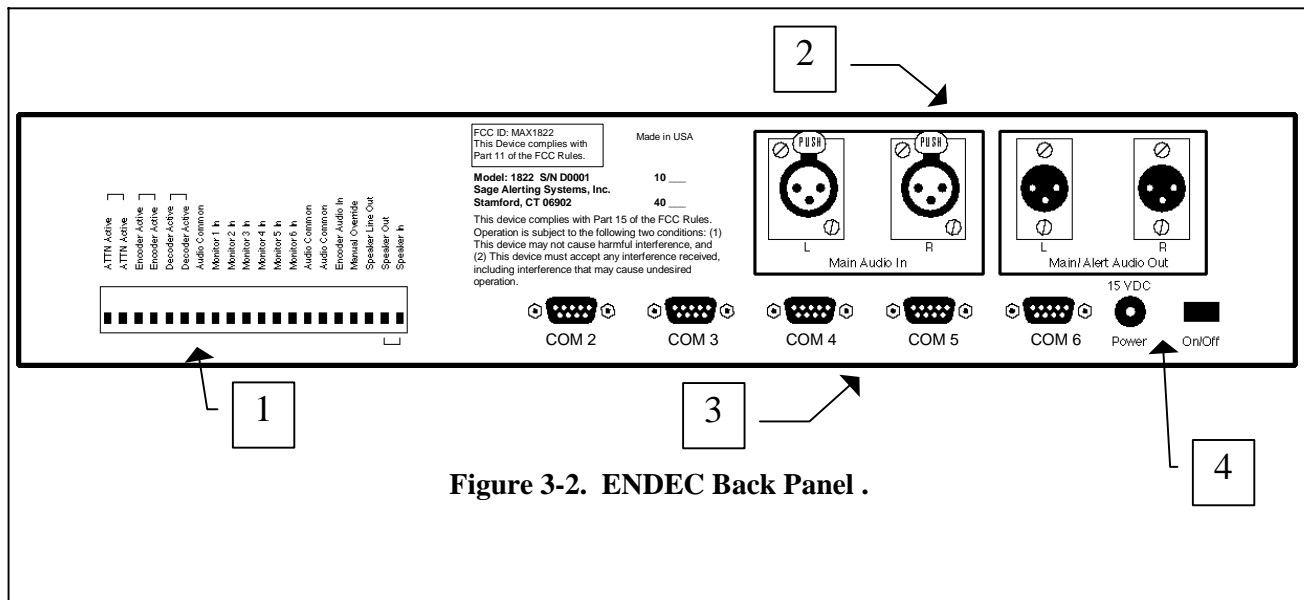 2
FCC ID: MAX1822
This Device complies with
Part 11 of the FCC Rules.
Made in USA
Model: 1822 S/N D0001
Sage Alerting Systems, Inc.
Stamford, CT 06902
10 ___
40 ___
This device complies with Part 15 of the FCC Rules.
Operation is subject to the following two conditions: (1)
This device may not cause harmful interference, and
(2) This device must accept any interference received,
including interference that may cause undesired
operation.
ATTN Active
ATTN Active
Encoder Active
Encoder Active
Decoder Active
Decoder Active
Audio Common
Monitor 1 In
Monitor 2 In
Monitor 3 In
Monitor 4 In
Monitor 5 In
Monitor 6 In
Audio Common
Audio Common
Encoder Audio In
Manual Override
Speaker Line Out
Speaker Out
Speaker In
PUSH
PUSH
L
R
Main Audio In
L
R
Main/Alert Audio Out
15 VDC
COM 2
COM 3
COM 4
COM 5
COM 6
Power
On/Off
1
3
4
Figure 3-2. ENDEC Back Panel .